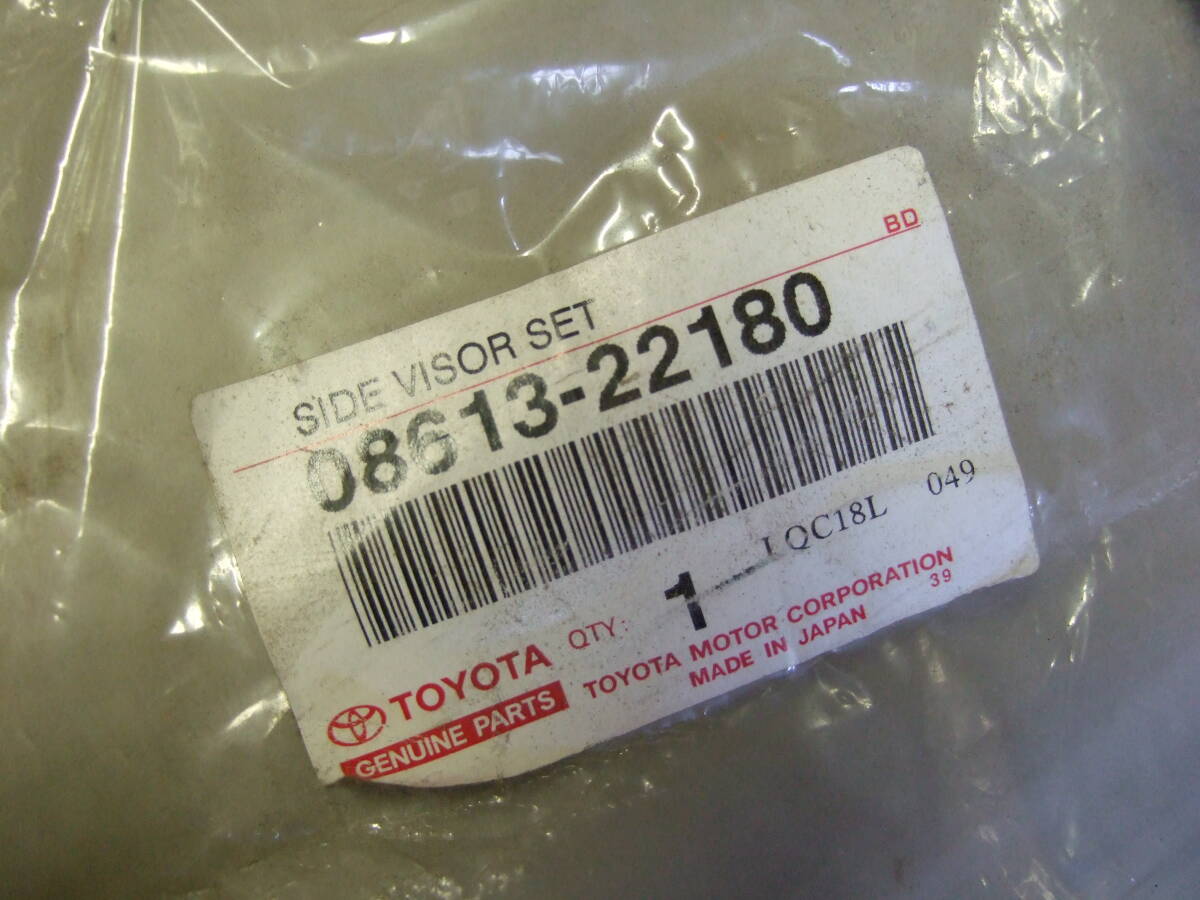 BD
SIDE VISOR SET
08613-22180
QC18L 049
QTY. 1
TOYOTA
GENUINE PARTS
TOYOTA MOTOR CORPORATION
MADE IN JAPAN 39